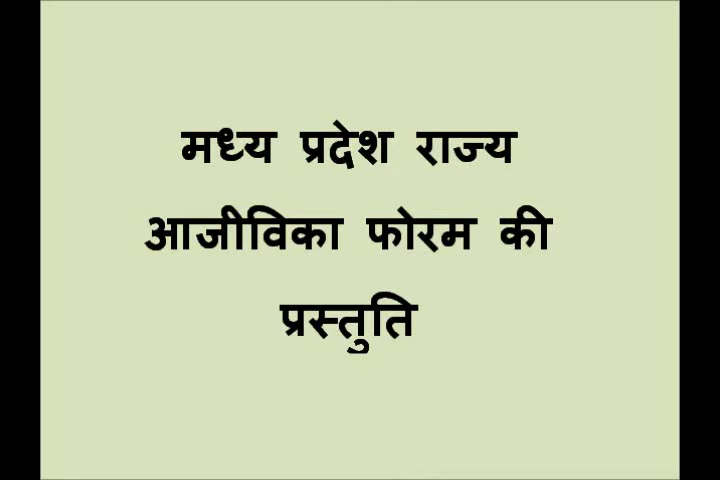 मध्य प्रदेश राज्य
आजीविका फोरम की
प्रस्तुति